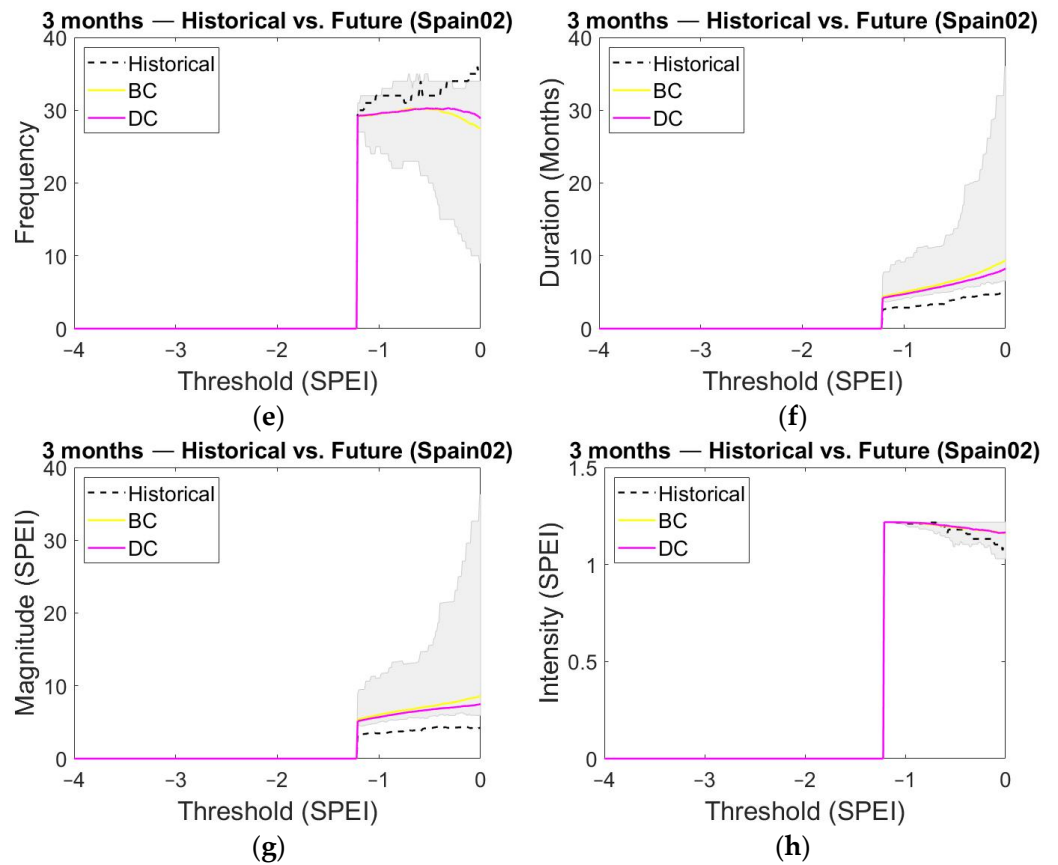 3 months — Historical vs. Future (Spain02)
40
30
20
10
0
Frequency
Historical
BC
DC
−4 −3 −2 −1 0
Threshold (SPEI)
(e)
3 months — Historical vs. Future (Spain02)
40
30
20
10
0
Duration (Months)
Historical
BC
DC
−4 −3 −2 −1 0
Threshold (SPEI)
(f)
3 months — Historical vs. Future (Spain02)
40
30
20
10
0
Magnitude (SPEI)
Historical
BC
DC
−4 −3 −2 −1 0
Threshold (SPEI)
(g)
3 months — Historical vs. Future (Spain02)
1.5
1
0.5
0
Intensity (SPEI)
Historical
BC
DC
−4 −3 −2 −1 0
Threshold (SPEI)
(h)